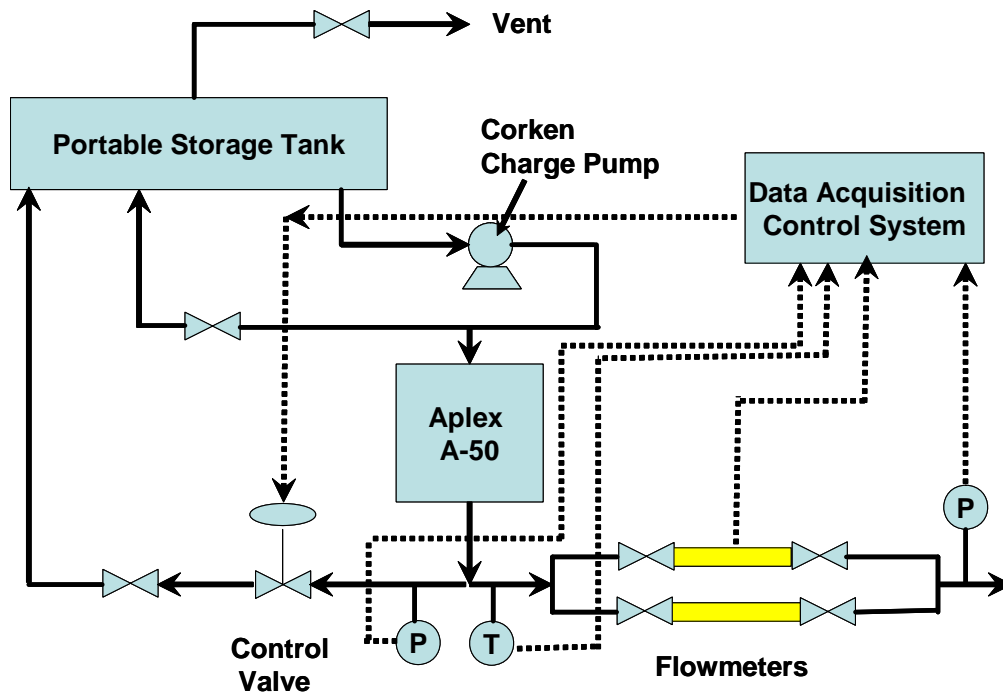 Vent
Portable Storage Tank
Corken
Charge Pump
Data Acquisition
Control System
Aplex
A-50
P
P
T
Control
Valve
Flowmeters